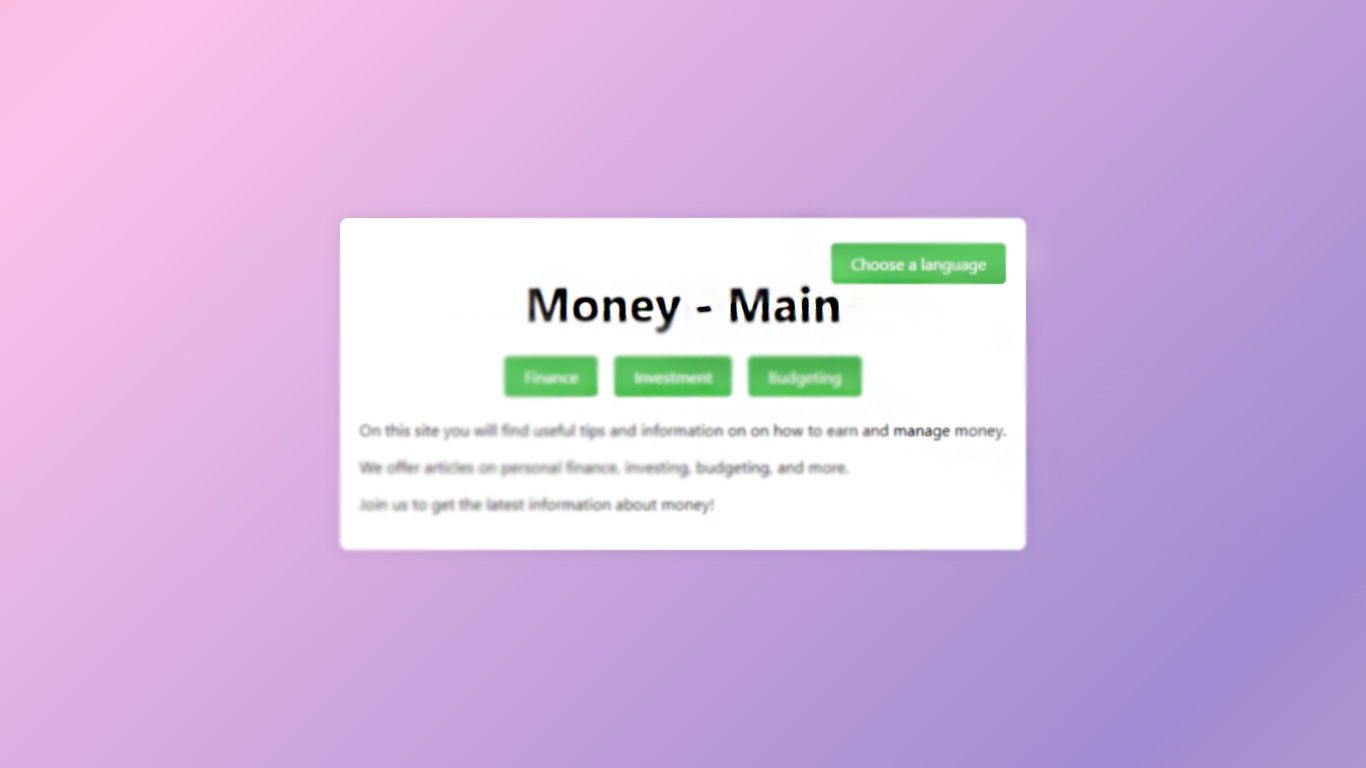 Choose a language
Money - Main
Finance Investment Budgeting
On this site you will find useful tips and information on on how to earn and manage money.
We offer articles on personal finance, investing, budgeting, and more.
Join us to get the latest information about money!